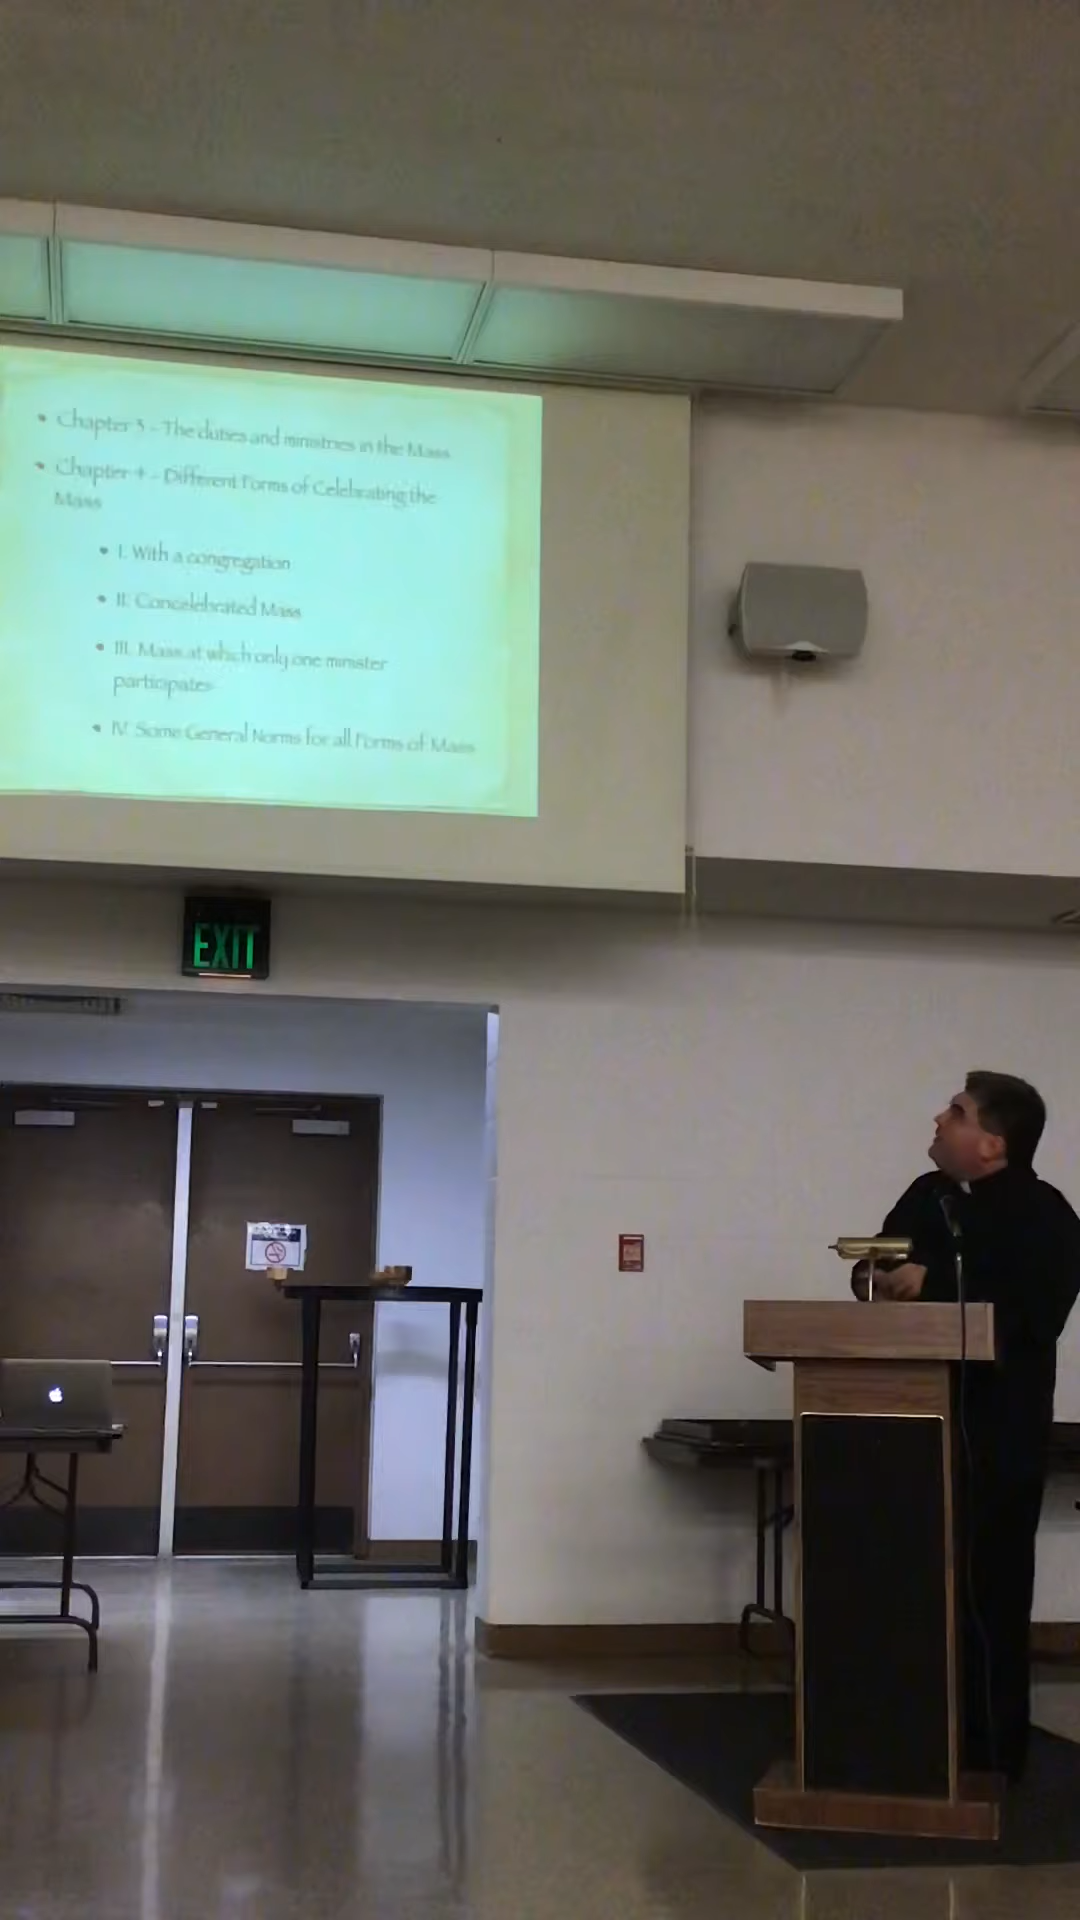 • Chapter 3 - The duties and ministries in the Mass
• Chapter 4 - Different Forms of Celebrating the
Mass
• I. With a congregation
• II. Concelebrated Mass
• III. Mass at which only one minister
participates
• IV. Some General Norms for all Forms of Mass
EXIT